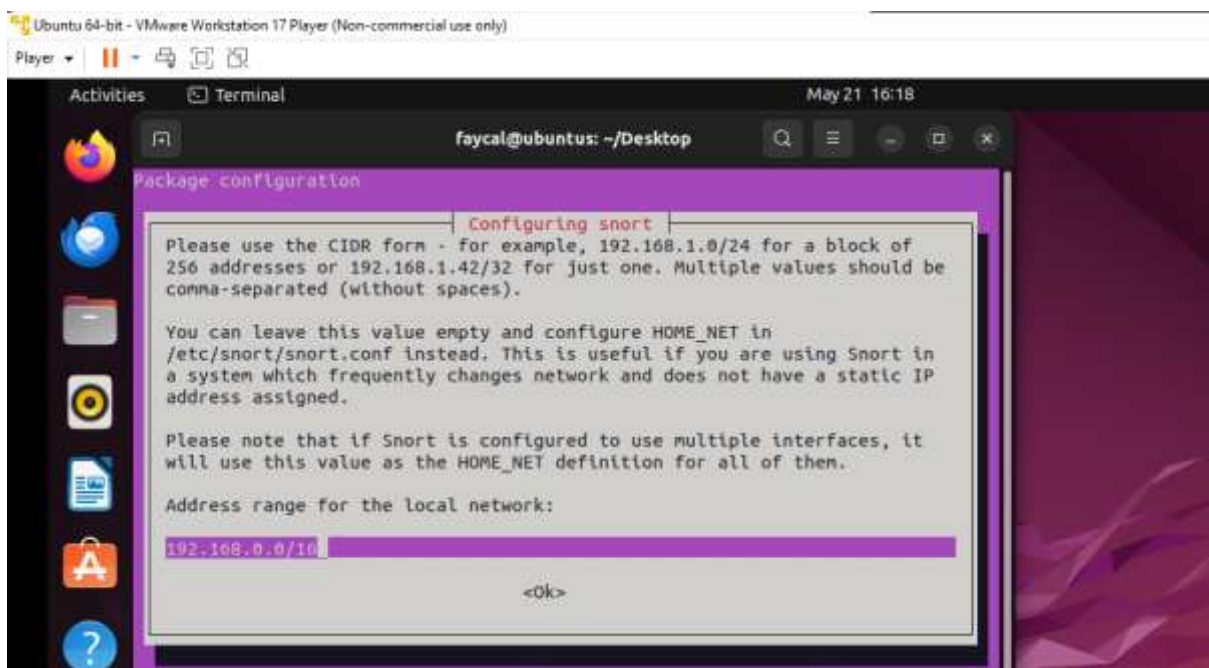 Ubuntu 64-bit - VMware Workstation 17 Player (Non-commercial use only)
Player
Activities Terminal May 21 16:18
faycal@ubuntus: ~/Desktop
Package configuration
Configuring snort
Please use the CIDR form - for example, 192.168.1.0/24 for a block of
256 addresses or 192.168.1.42/32 for just one. Multiple values should be
comma-separated (without spaces).
You can leave this value empty and configure HOME_NET in
/etc/snort/snort.conf instead. This is useful if you are using Snort in
a system which frequently changes network and does not have a static IP
address assigned.
Please note that if Snort is configured to use multiple interfaces, it
will use this value as the HOME_NET definition for all of them.
Address range for the local network:
192.168.0.0/16
<Ok>